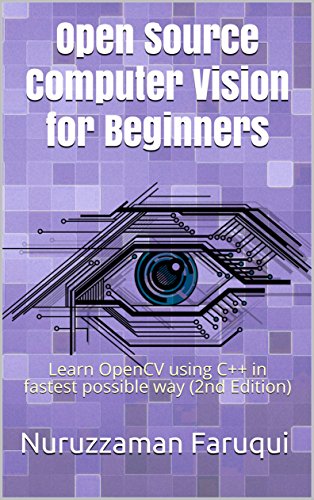 Open Source
Computer Vision
for Beginners
Learn OpenCV using C++ in
fastest possible way (2nd Edition)
Nuruzzaman Faruqui